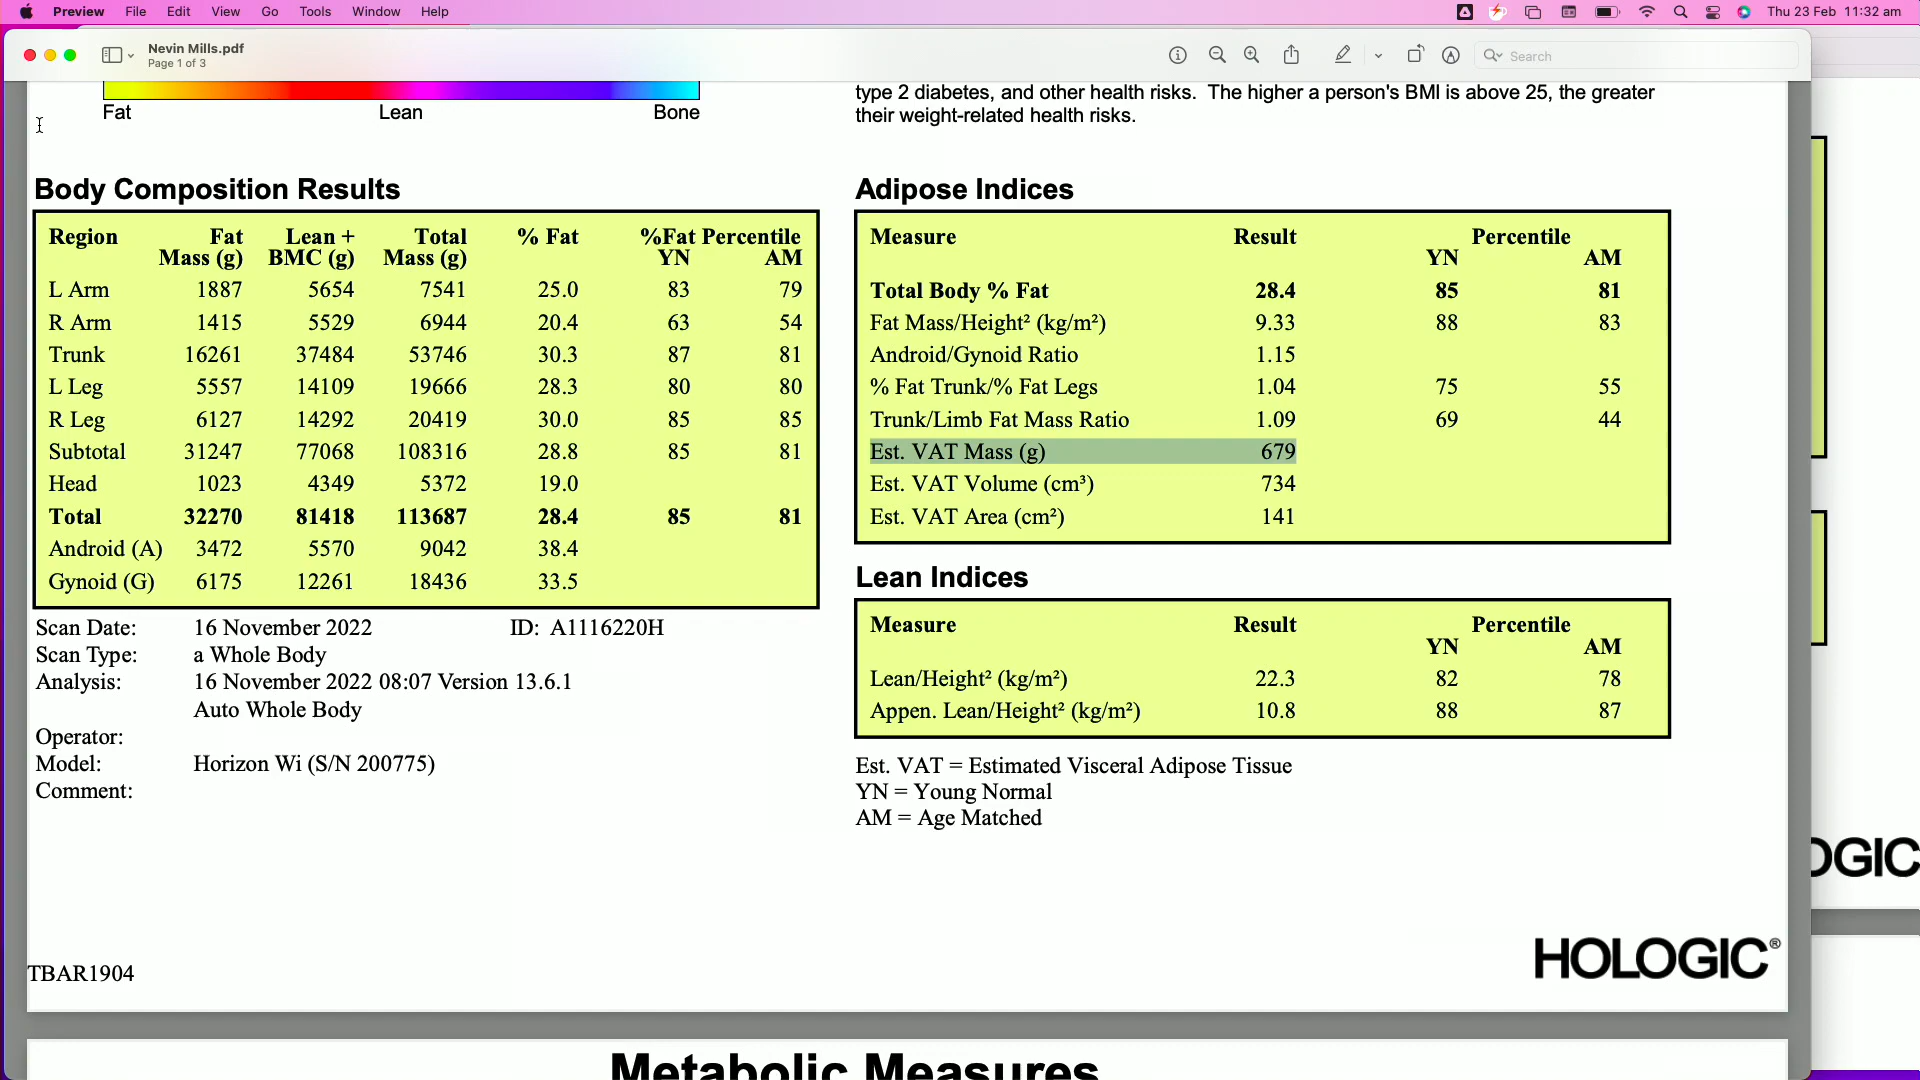 Preview File Edit View Go Tools Window Help Thu 23 Feb 11:32 am
Nevin Mills.pdf
Page 1 of 3
Search
Fat Lean Bone
type 2 diabetes, and other health risks. The higher a person's BMI is above 25, the greater
their weight-related health risks.
Body Composition Results
Region Fat Lean + Total % Fat %Fat Percentile
Mass (g) BMC (g) Mass (g) YN AM
L Arm 1887 5654 7541 25.0 83 79
R Arm 1415 5529 6944 20.4 63 54
Trunk 16261 37484 53746 30.3 87 81
L Leg 5557 14109 19666 28.3 80 80
R Leg 6127 14292 20419 30.0 85 85
Subtotal 31247 77068 108316 28.8 85 81
Head 1023 4349 5372 19.0
Total 32270 81418 113687 28.4 85 81
Android (A) 3472 5570 9042 38.4
Gynoid (G) 6175 12261 18436 33.5
Scan Date: 16 November 2022 ID: A1116220H
Scan Type: a Whole Body
Analysis: 16 November 2022 08:07 Version 13.6.1
Auto Whole Body
Operator:
Model: Horizon Wi (S/N 200775)
Comment:
TBAR1904
Adipose Indices
Measure Result Percentile
YN AM
Total Body % Fat 28.4 85 81
Fat Mass/Height² (kg/m²) 9.33 88 83
Android/Gynoid Ratio 1.15
% Fat Trunk/% Fat Legs 1.04 75 55
Trunk/Limb Fat Mass Ratio 1.09 69 44
Est. VAT Mass (g) 679
Est. VAT Volume (cm³) 734
Est. VAT Area (cm²) 141
Lean Indices
Measure Result Percentile
YN AM
Lean/Height² (kg/m²) 22.3 82 78
Appen. Lean/Height² (kg/m²) 10.8 88 87
Est. VAT = Estimated Visceral Adipose Tissue
YN = Young Normal
AM = Age Matched
HOLOGIC®
OGIC
Metabolic Measures